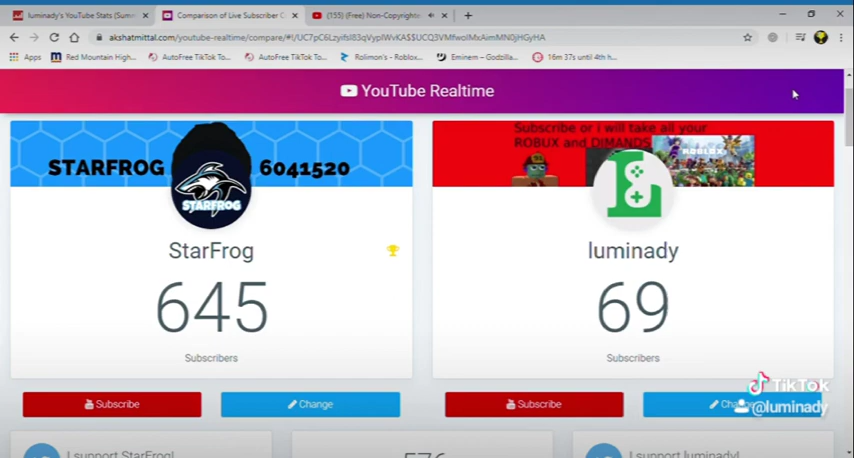 luminady's YouTube Stats (Summ
Comparison of Live Subscriber C
(155) (Free) Non-Copyrighte
akshatmittal.com/youtube-realtime/compare/#!/
Apps
Red Mountain High...
AutoFree TikTok To...
AutoFree TikTok To...
Rolimon's - Roblox...
Eminem – Godzilla...
16m 37s until 4th h...
YouTube Realtime
STARFROG 6041520
STARFROG
Subscribe or i will take all your
ROBUX and DIMANDS
ROBLOX
StarFrog
luminady
645
69
Subscribers
Subscribers
Subscribe
Change
Subscribe
TikTok
@luminady
I support StarFrog!
576
I support luminady!